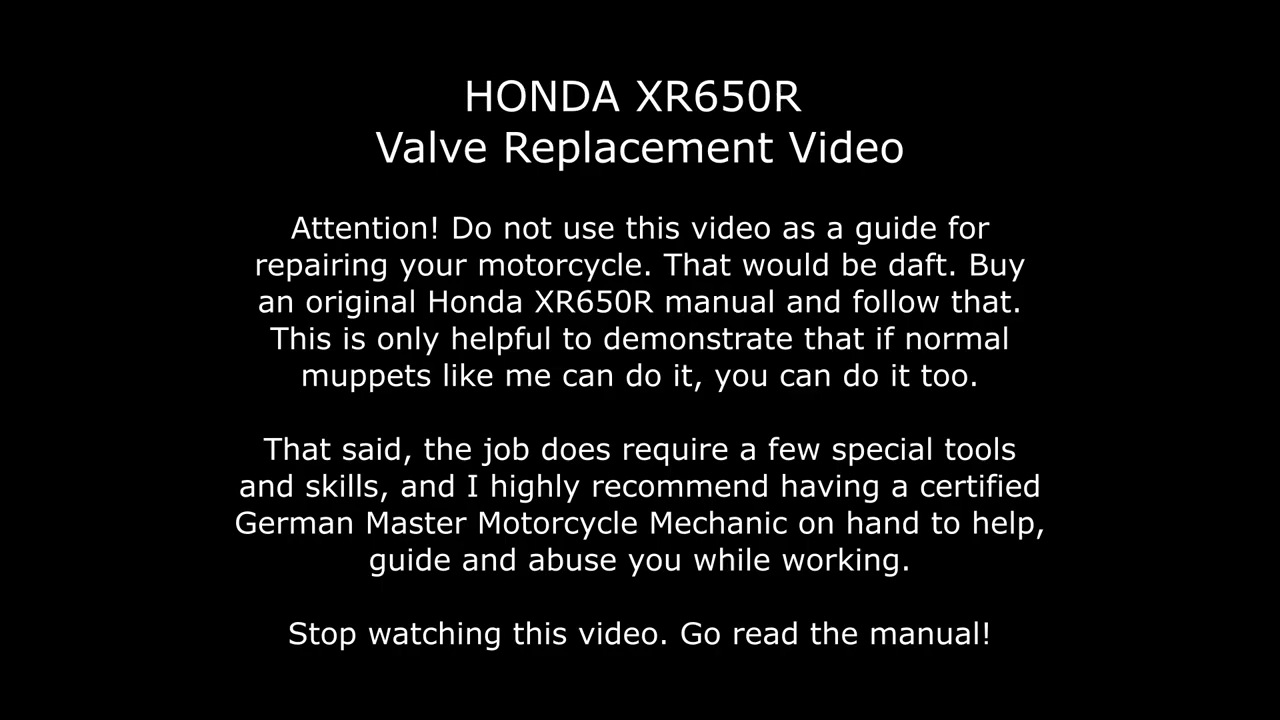 HONDA XR650R
Valve Replacement Video
Attention! Do not use this video as a guide for
repairing your motorcycle. That would be daft. Buy
an original Honda XR650R manual and follow that.
This is only helpful to demonstrate that if normal
muppets like me can do it, you can do it too.
That said, the job does require a few special tools
and skills, and I highly recommend having a certified
German Master Motorcycle Mechanic on hand to help,
guide and abuse you while working.
Stop watching this video. Go read the manual!